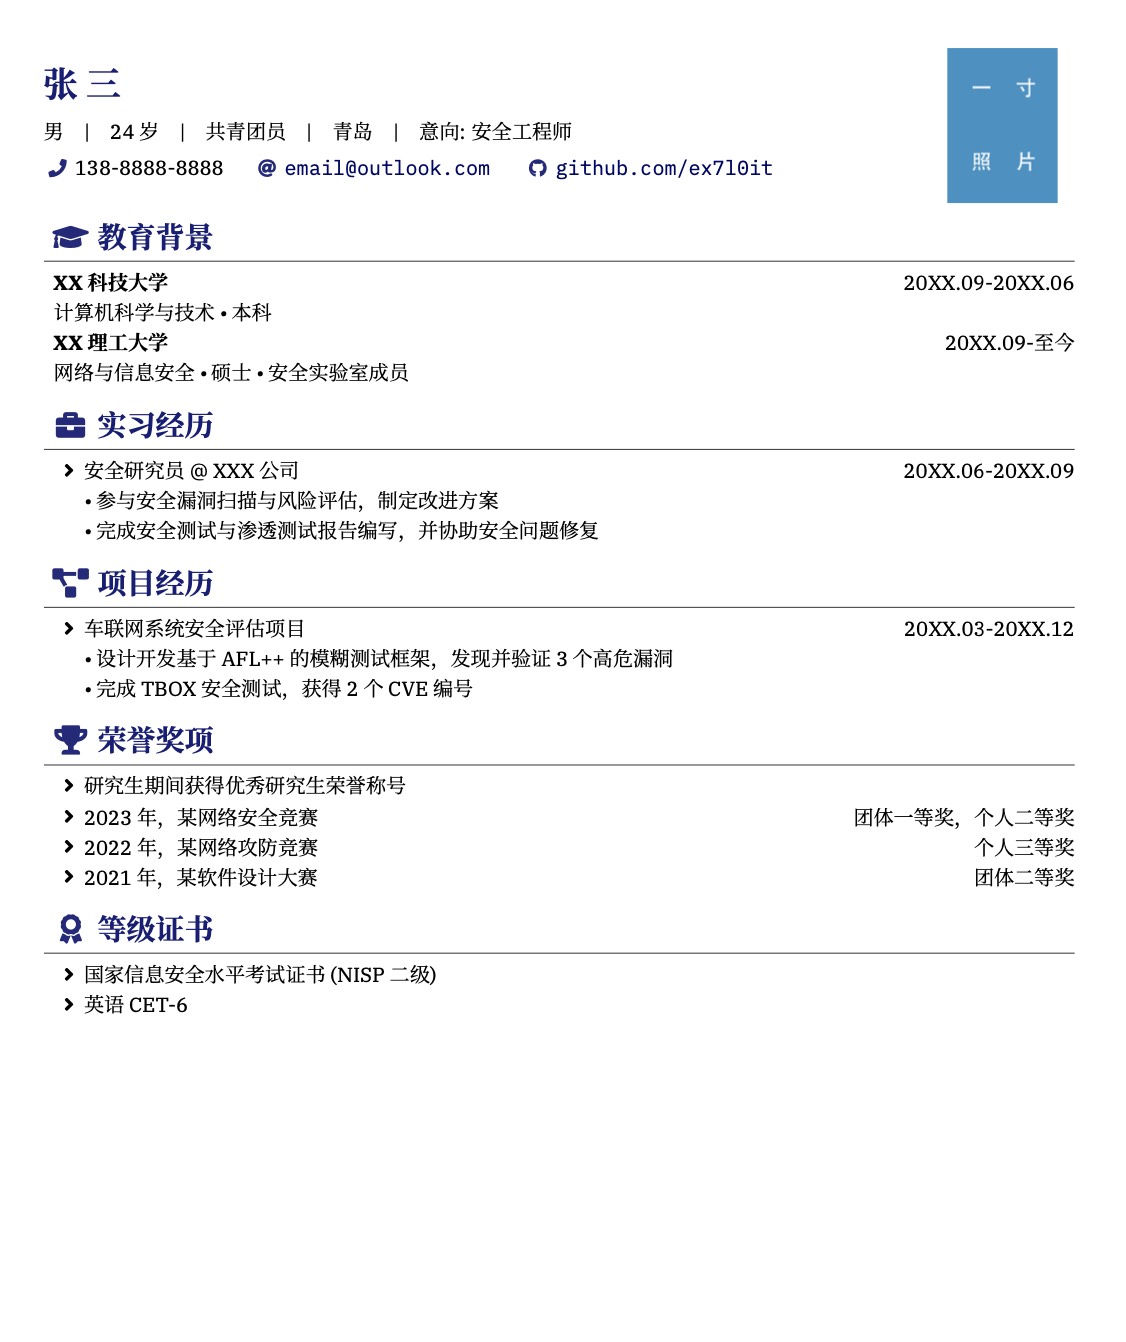 张 三
男 | 24 岁 | 共青团员 | 青岛 | 意向: 安全工程师
138-8888-8888 email@outlook.com github.com/ex7l0it
一 寸
照 片
教育背景
XX 科技大学 20XX.09-20XX.06
计算机科学与技术 • 本科
XX 理工大学 20XX.09-至今
网络与信息安全 • 硕士 • 安全实验室成员
实习经历
安全研究员 @ XXX 公司 20XX.06-20XX.09
• 参与安全漏洞扫描与风险评估，制定改进方案
• 完成安全测试与渗透测试报告编写，并协助安全问题修复
项目经历
车联网系统安全评估项目 20XX.03-20XX.12
• 设计开发基于 AFL++ 的模糊测试框架，发现并验证 3 个高危漏洞
• 完成 TBOX 安全测试，获得 2 个 CVE 编号
荣誉奖项
研究生期间获得优秀研究生荣誉称号
2023 年，某网络安全竞赛 团体一等奖，个人二等奖
2022 年，某网络攻防竞赛 个人三等奖
2021 年，某软件设计大赛 团体二等奖
等级证书
国家信息安全水平考试证书 (NISP 二级)
英语 CET-6